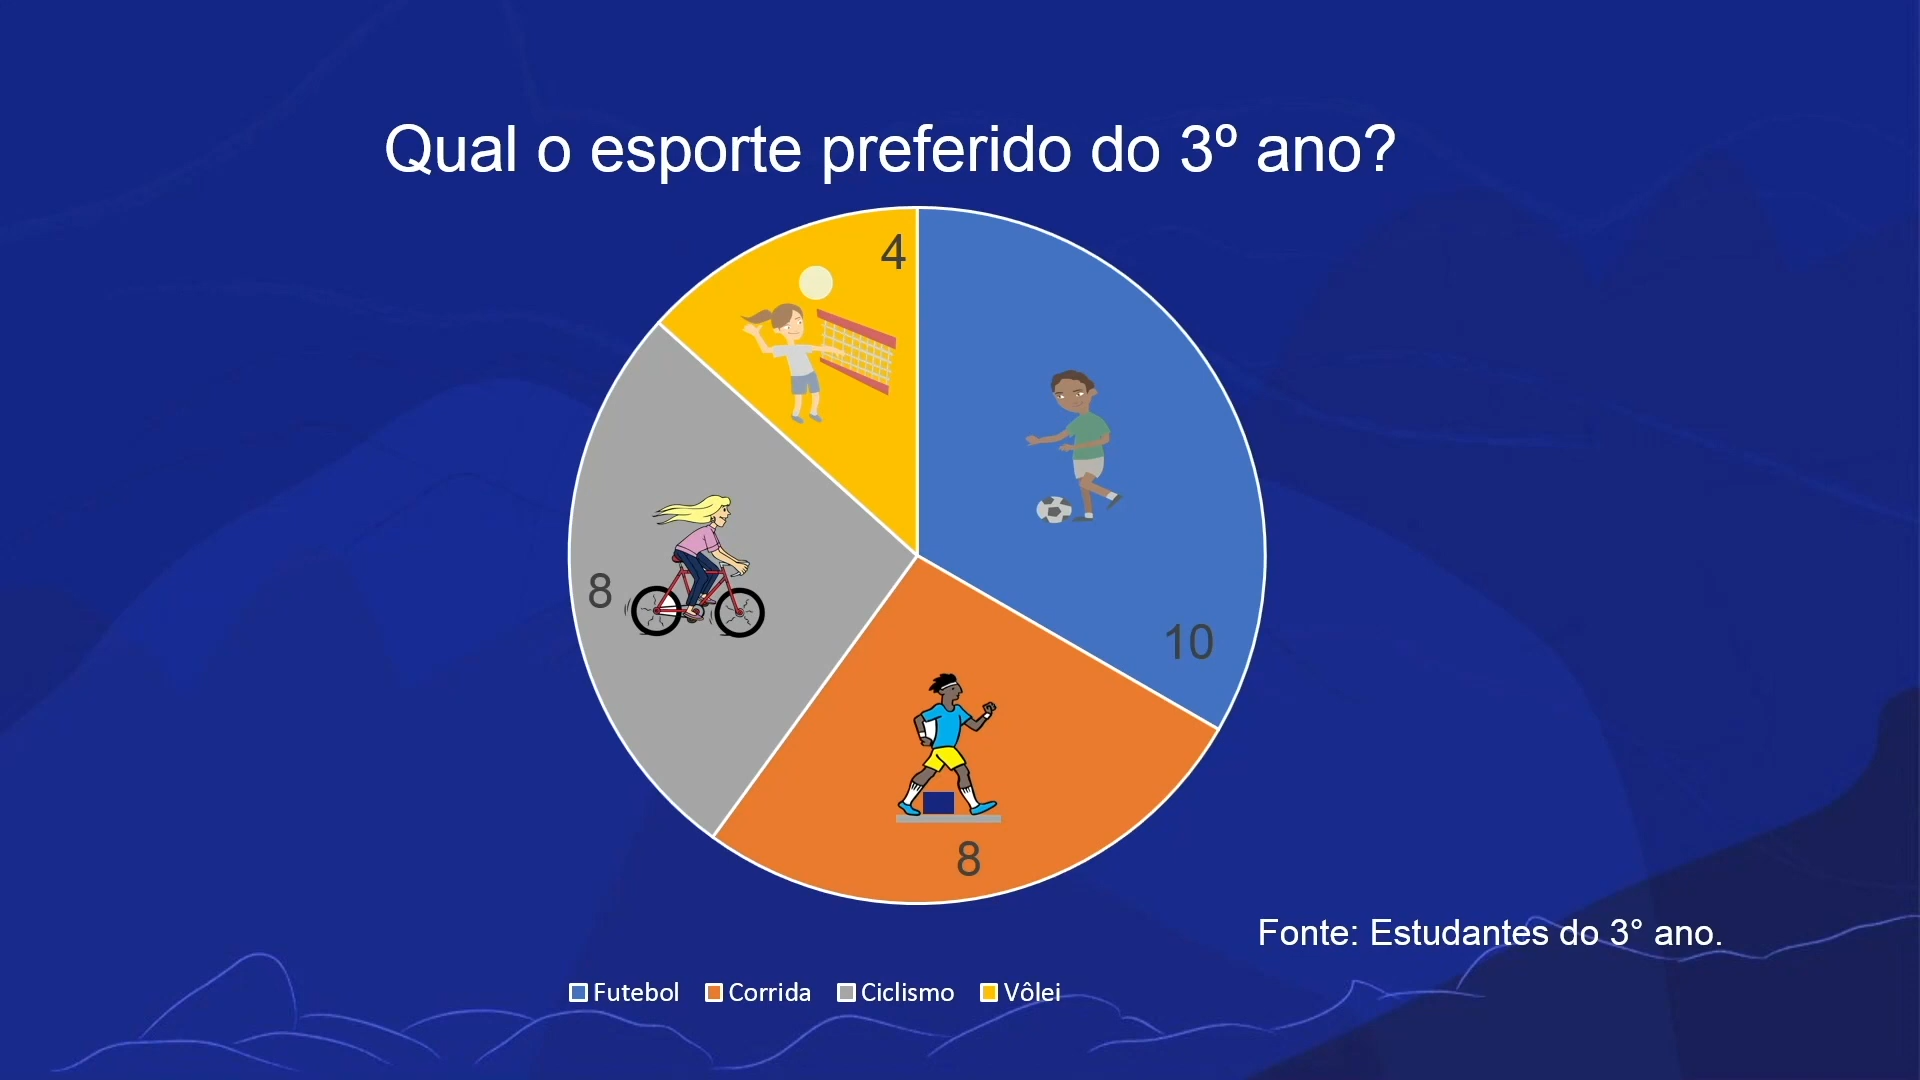 Qual o esporte preferido do 3º ano?
4
10
8
8
Fonte: Estudantes do 3° ano.
Futebol Corrida Ciclismo Vôlei